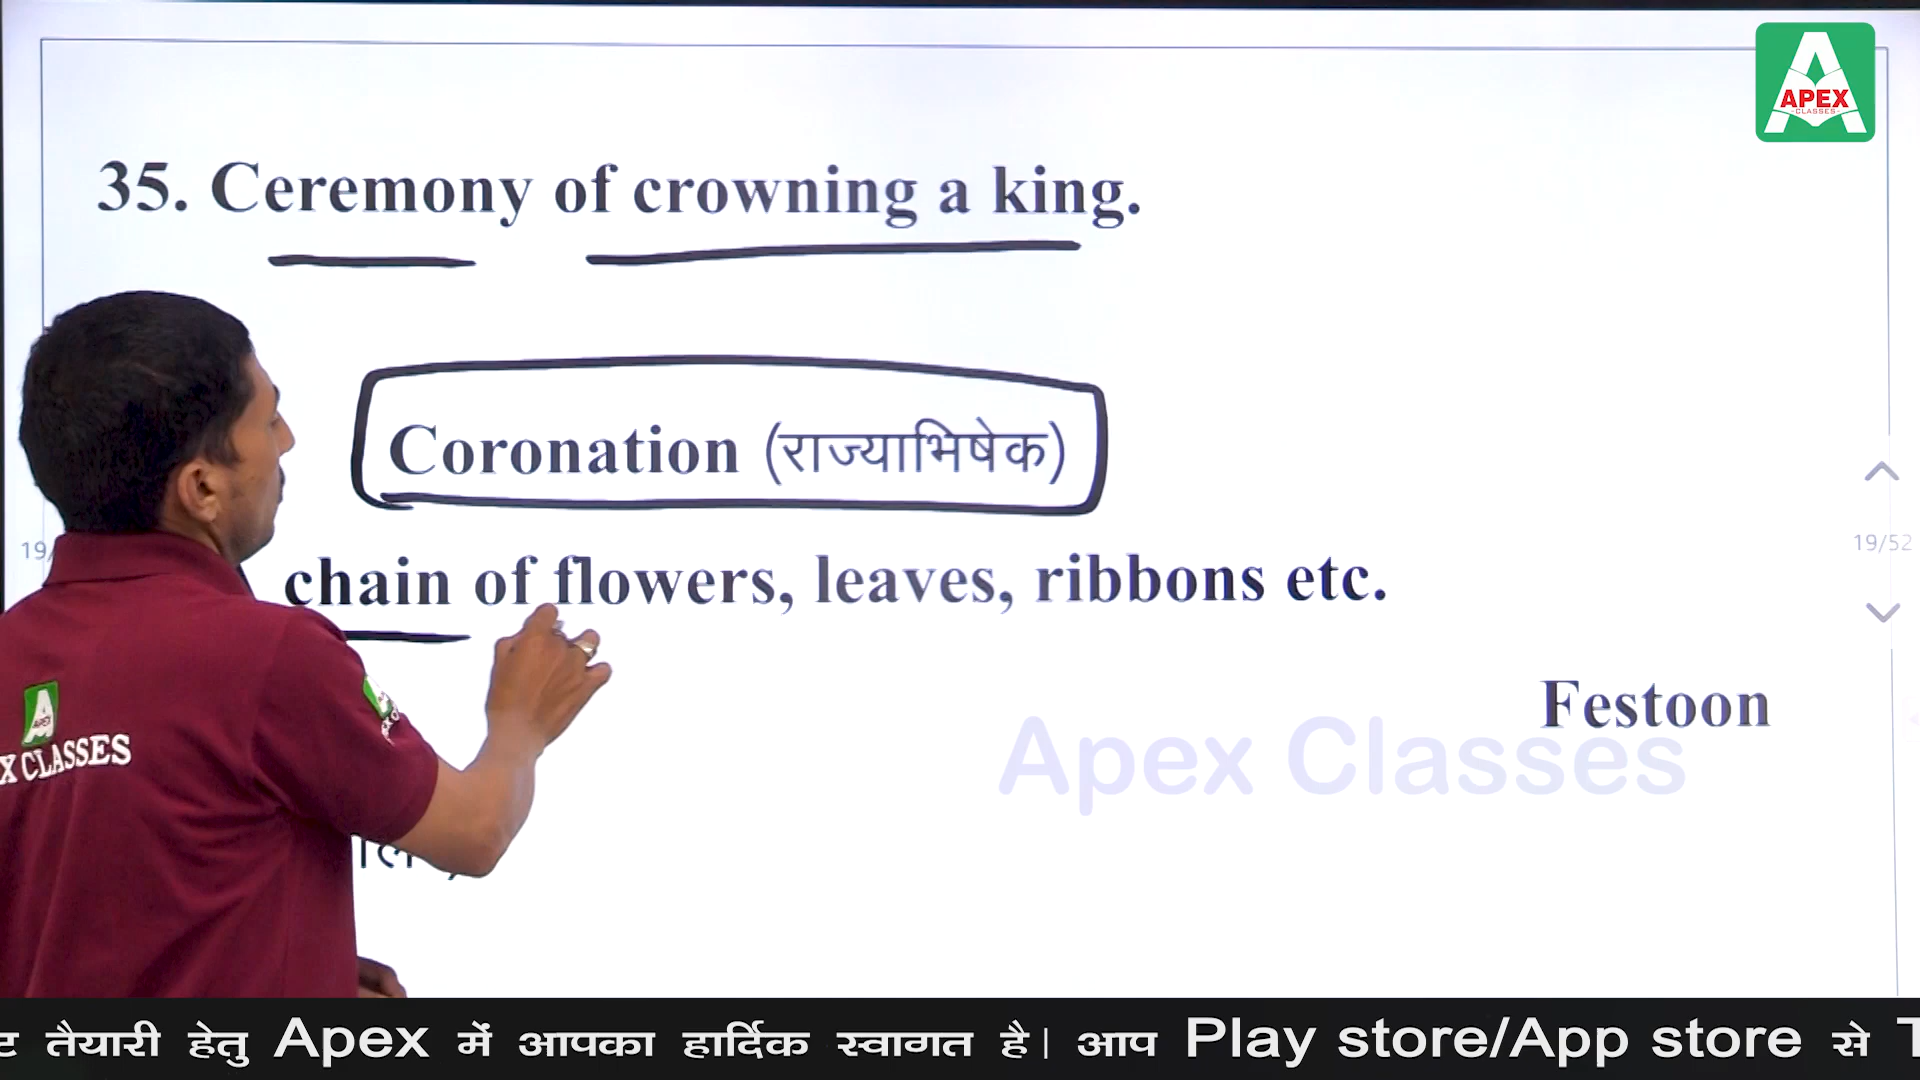 APEX
CLASSES
35. Ceremony of crowning a king.
Coronation (राज्याभिषेक)
19/52
chain of flowers, leaves, ribbons etc.
Festoon
Apex Classes
APEX
X CLASSES
तैयारी हेतु Apex में आपका हार्दिक स्वागत है| आप Play store/App store से